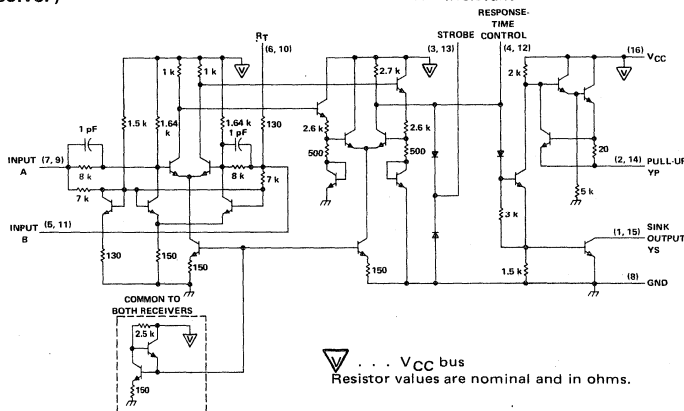 RESPONSE-
TIME
STROBE CONTROL
RT
(6, 10)
(3, 13)
(4, 12)
(16) VCC
V
V
V
1 k
1 k
2.7 k
2 k
1 pF
1.5 k
1.64
k
1.64 k
1 pF
130
2.6 k
2.6 k
500
500
20
INPUT
A
(7, 9)
8 k
8 k
7 k
7 k
(2, 14) PULL-UP
YP
5 k
3 k
INPUT
B
(5, 11)
130
150
150
150
1.5 k
(1, 15) SINK
OUTPUT
YS
(8)
GND
COMMON TO
BOTH RECEIVERS
2.5 k
V
150
V . . . VCC bus
Resistor values are nominal and in ohms.